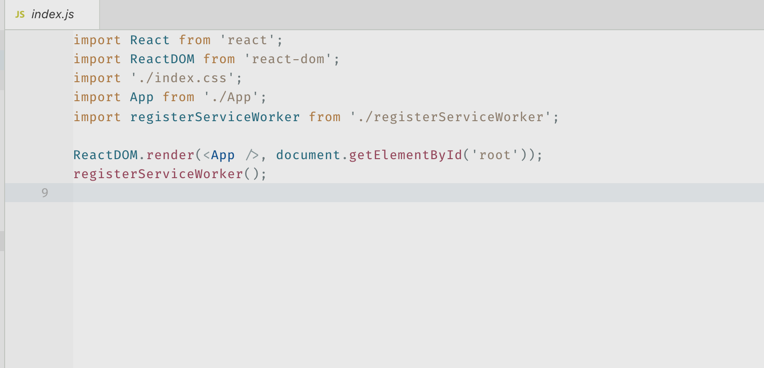 JS index.js
import React from 'react';
import ReactDOM from 'react-dom';
import './index.css';
import App from './App';
import registerServiceWorker from './registerServiceWorker';
ReactDOM.render(<App />, document.getElementById('root'));
registerServiceWorker();
9